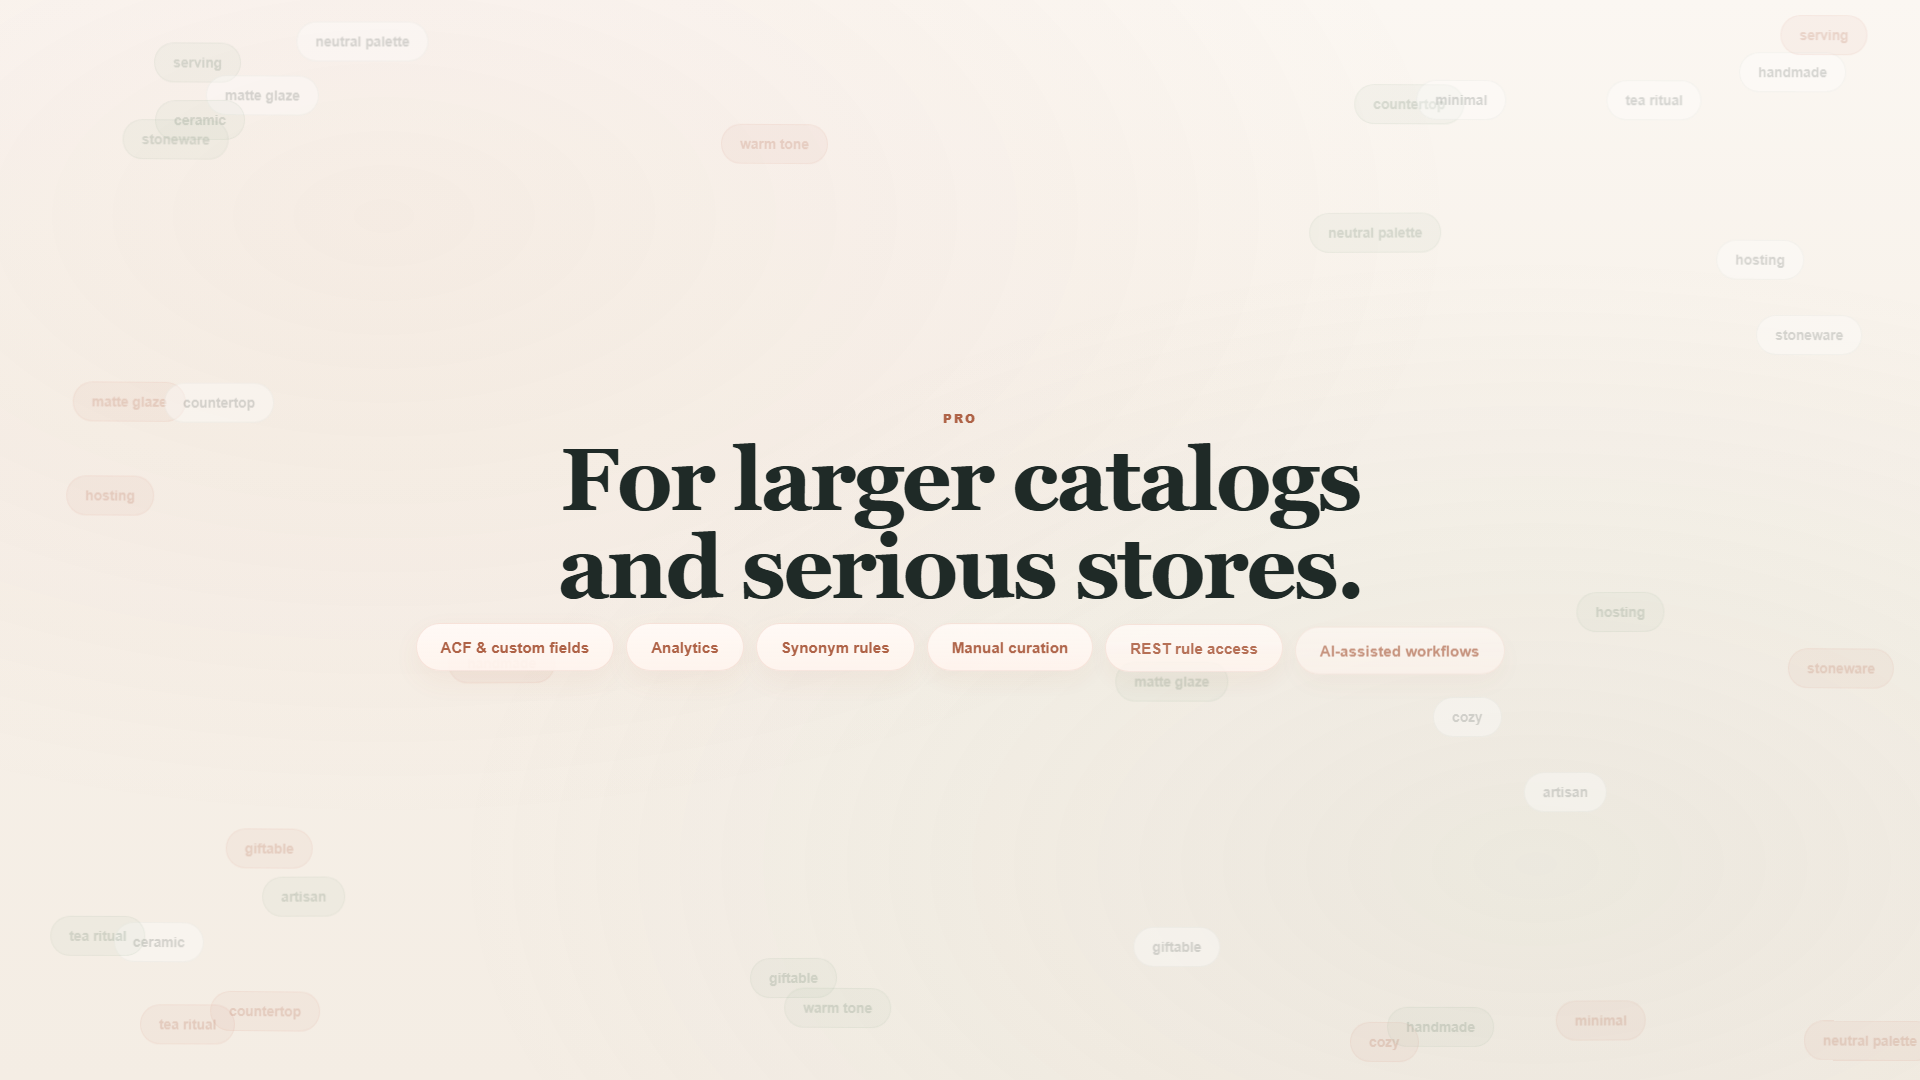 neutral palette
serving
serving
matte glaze
handmade
minimal
countertop
tea ritual
ceramic
stoneware
warm tone
neutral palette
hosting
stoneware
matte glaze
countertop
PRO
For larger catalogs
hosting
and serious stores.
hosting
ACF & custom fields
Analytics
Synonym rules
Manual curation
REST rule access
AI-assisted workflows
stoneware
matte glaze
cozy
artisan
giftable
artisan
tea ritual
ceramic
giftable
giftable
warm tone
countertop
tea ritual
minimal
handmade
cozy
neutral palette